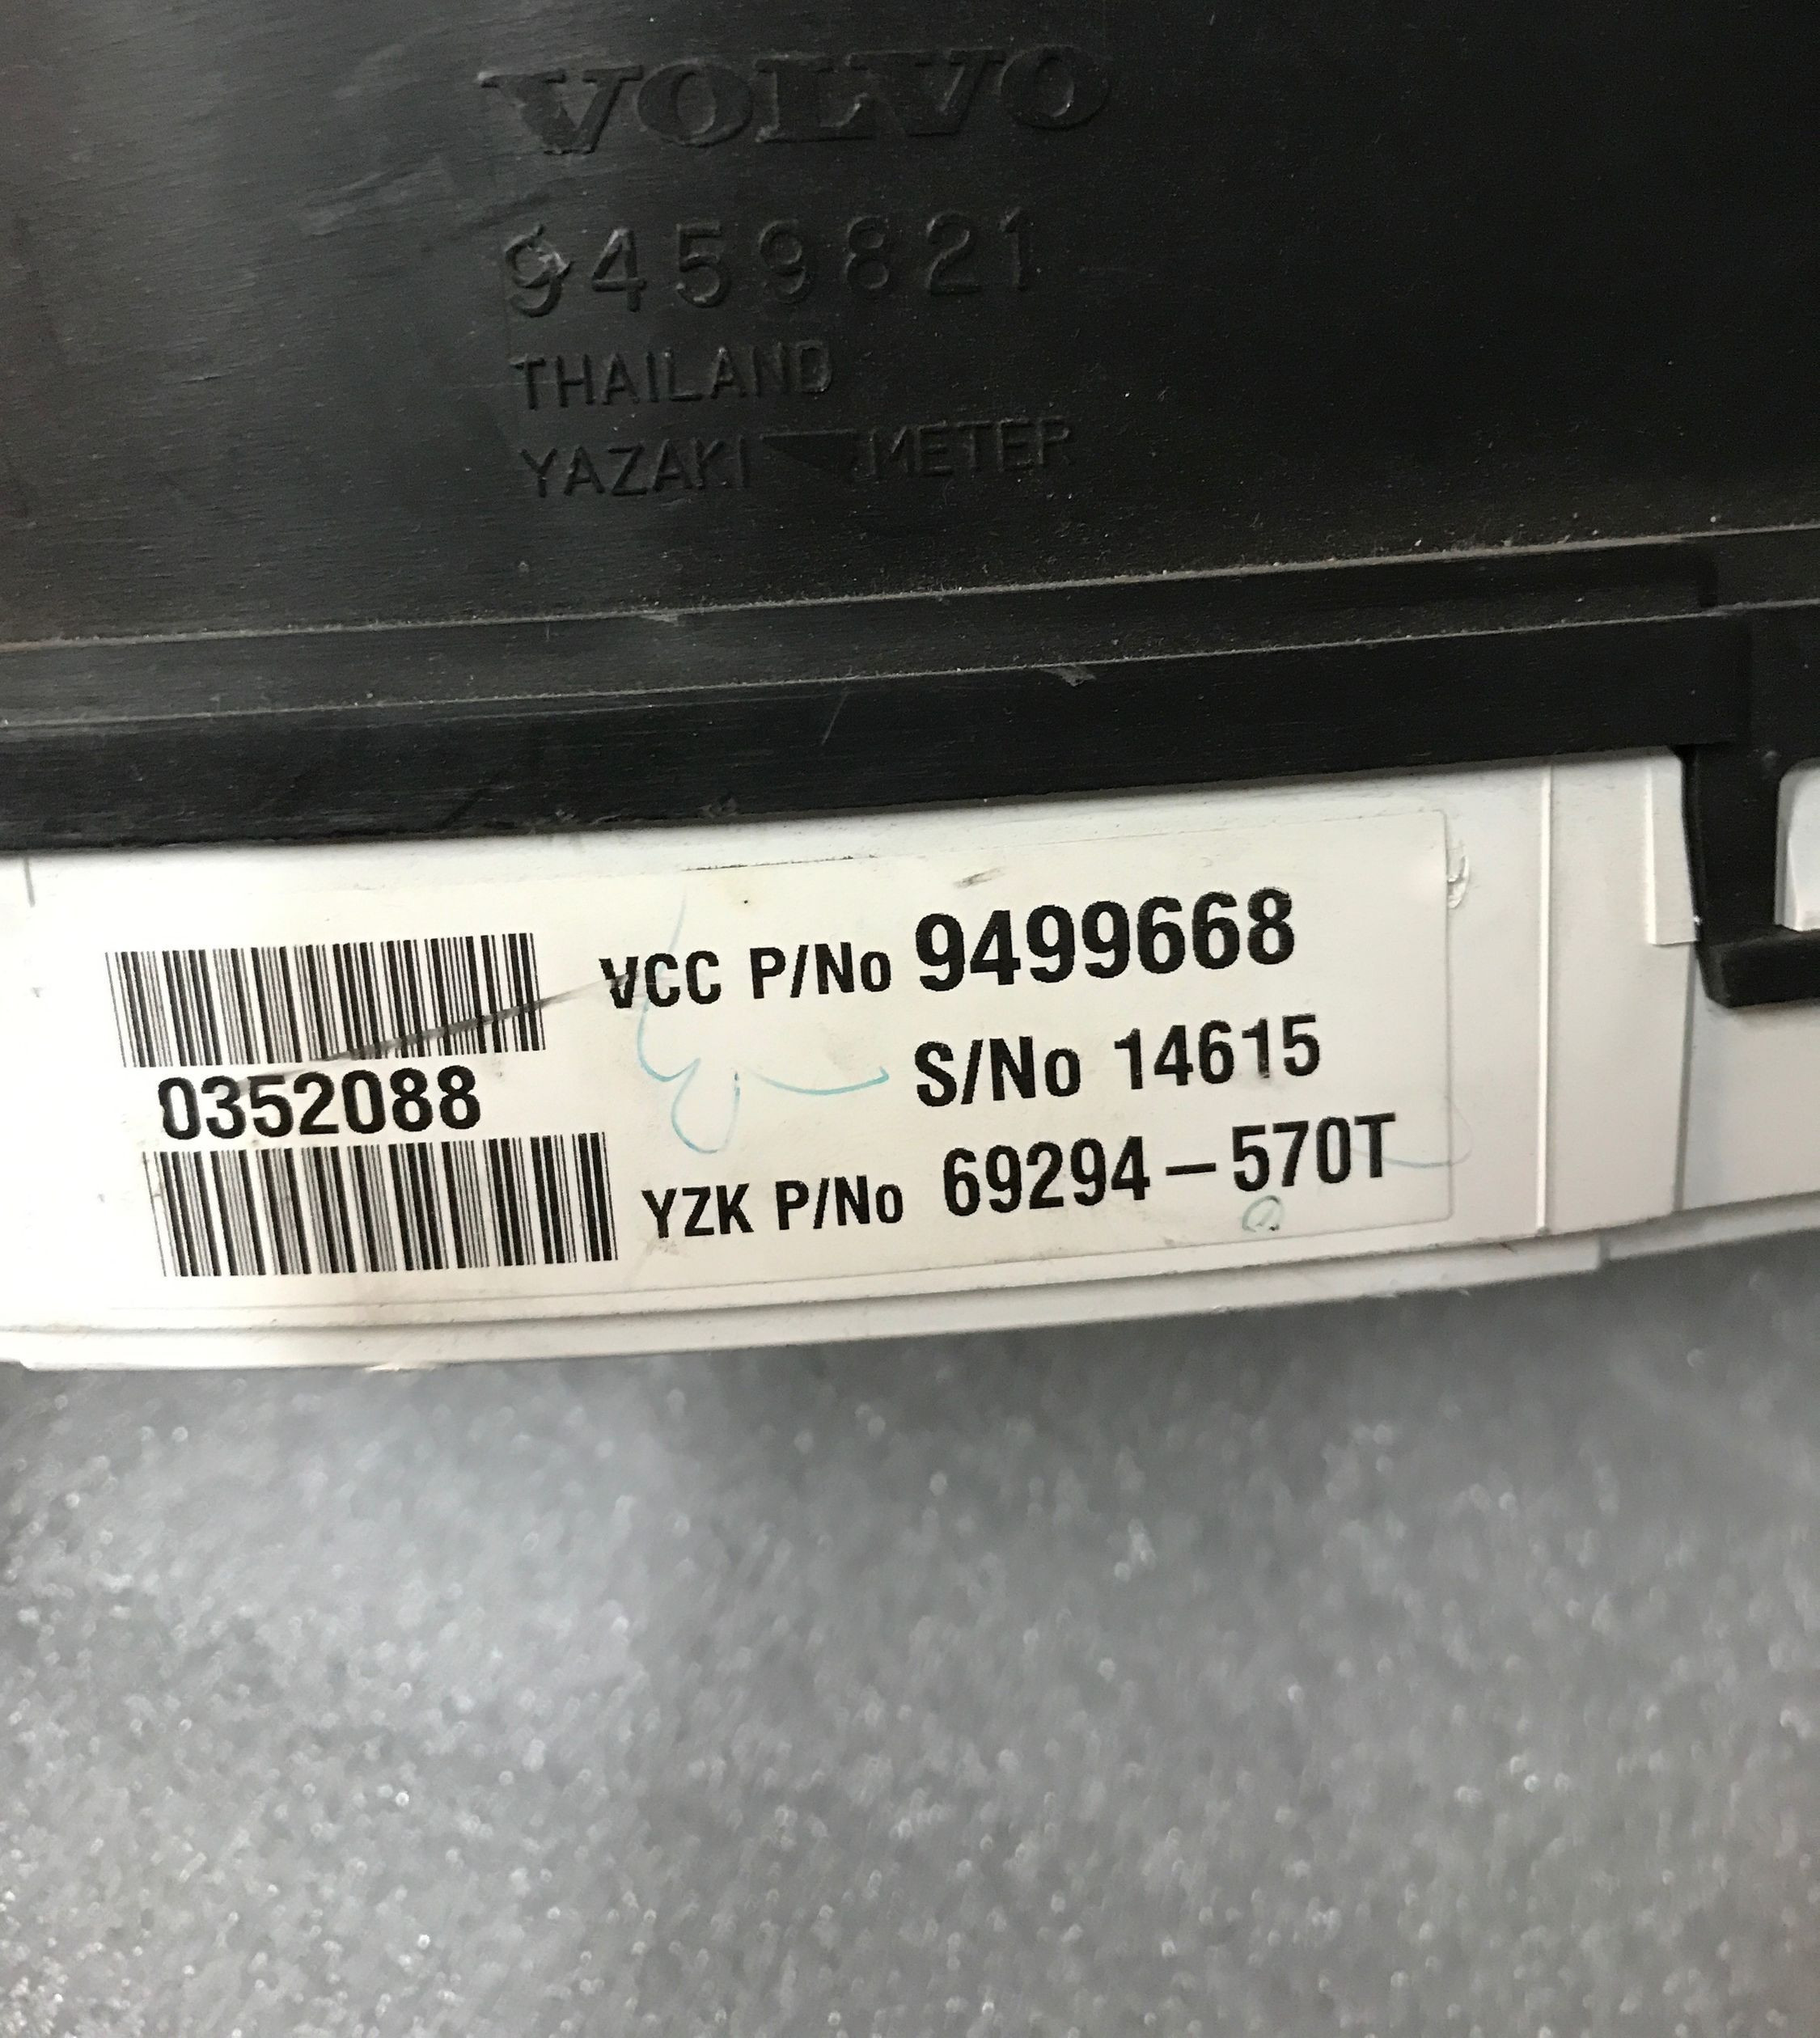 VOLVO
9459821
THAILAND
YAZAKI METER
VCC P/No 9499668
0352088
S/No 14615
YZK P/No 69294-570T